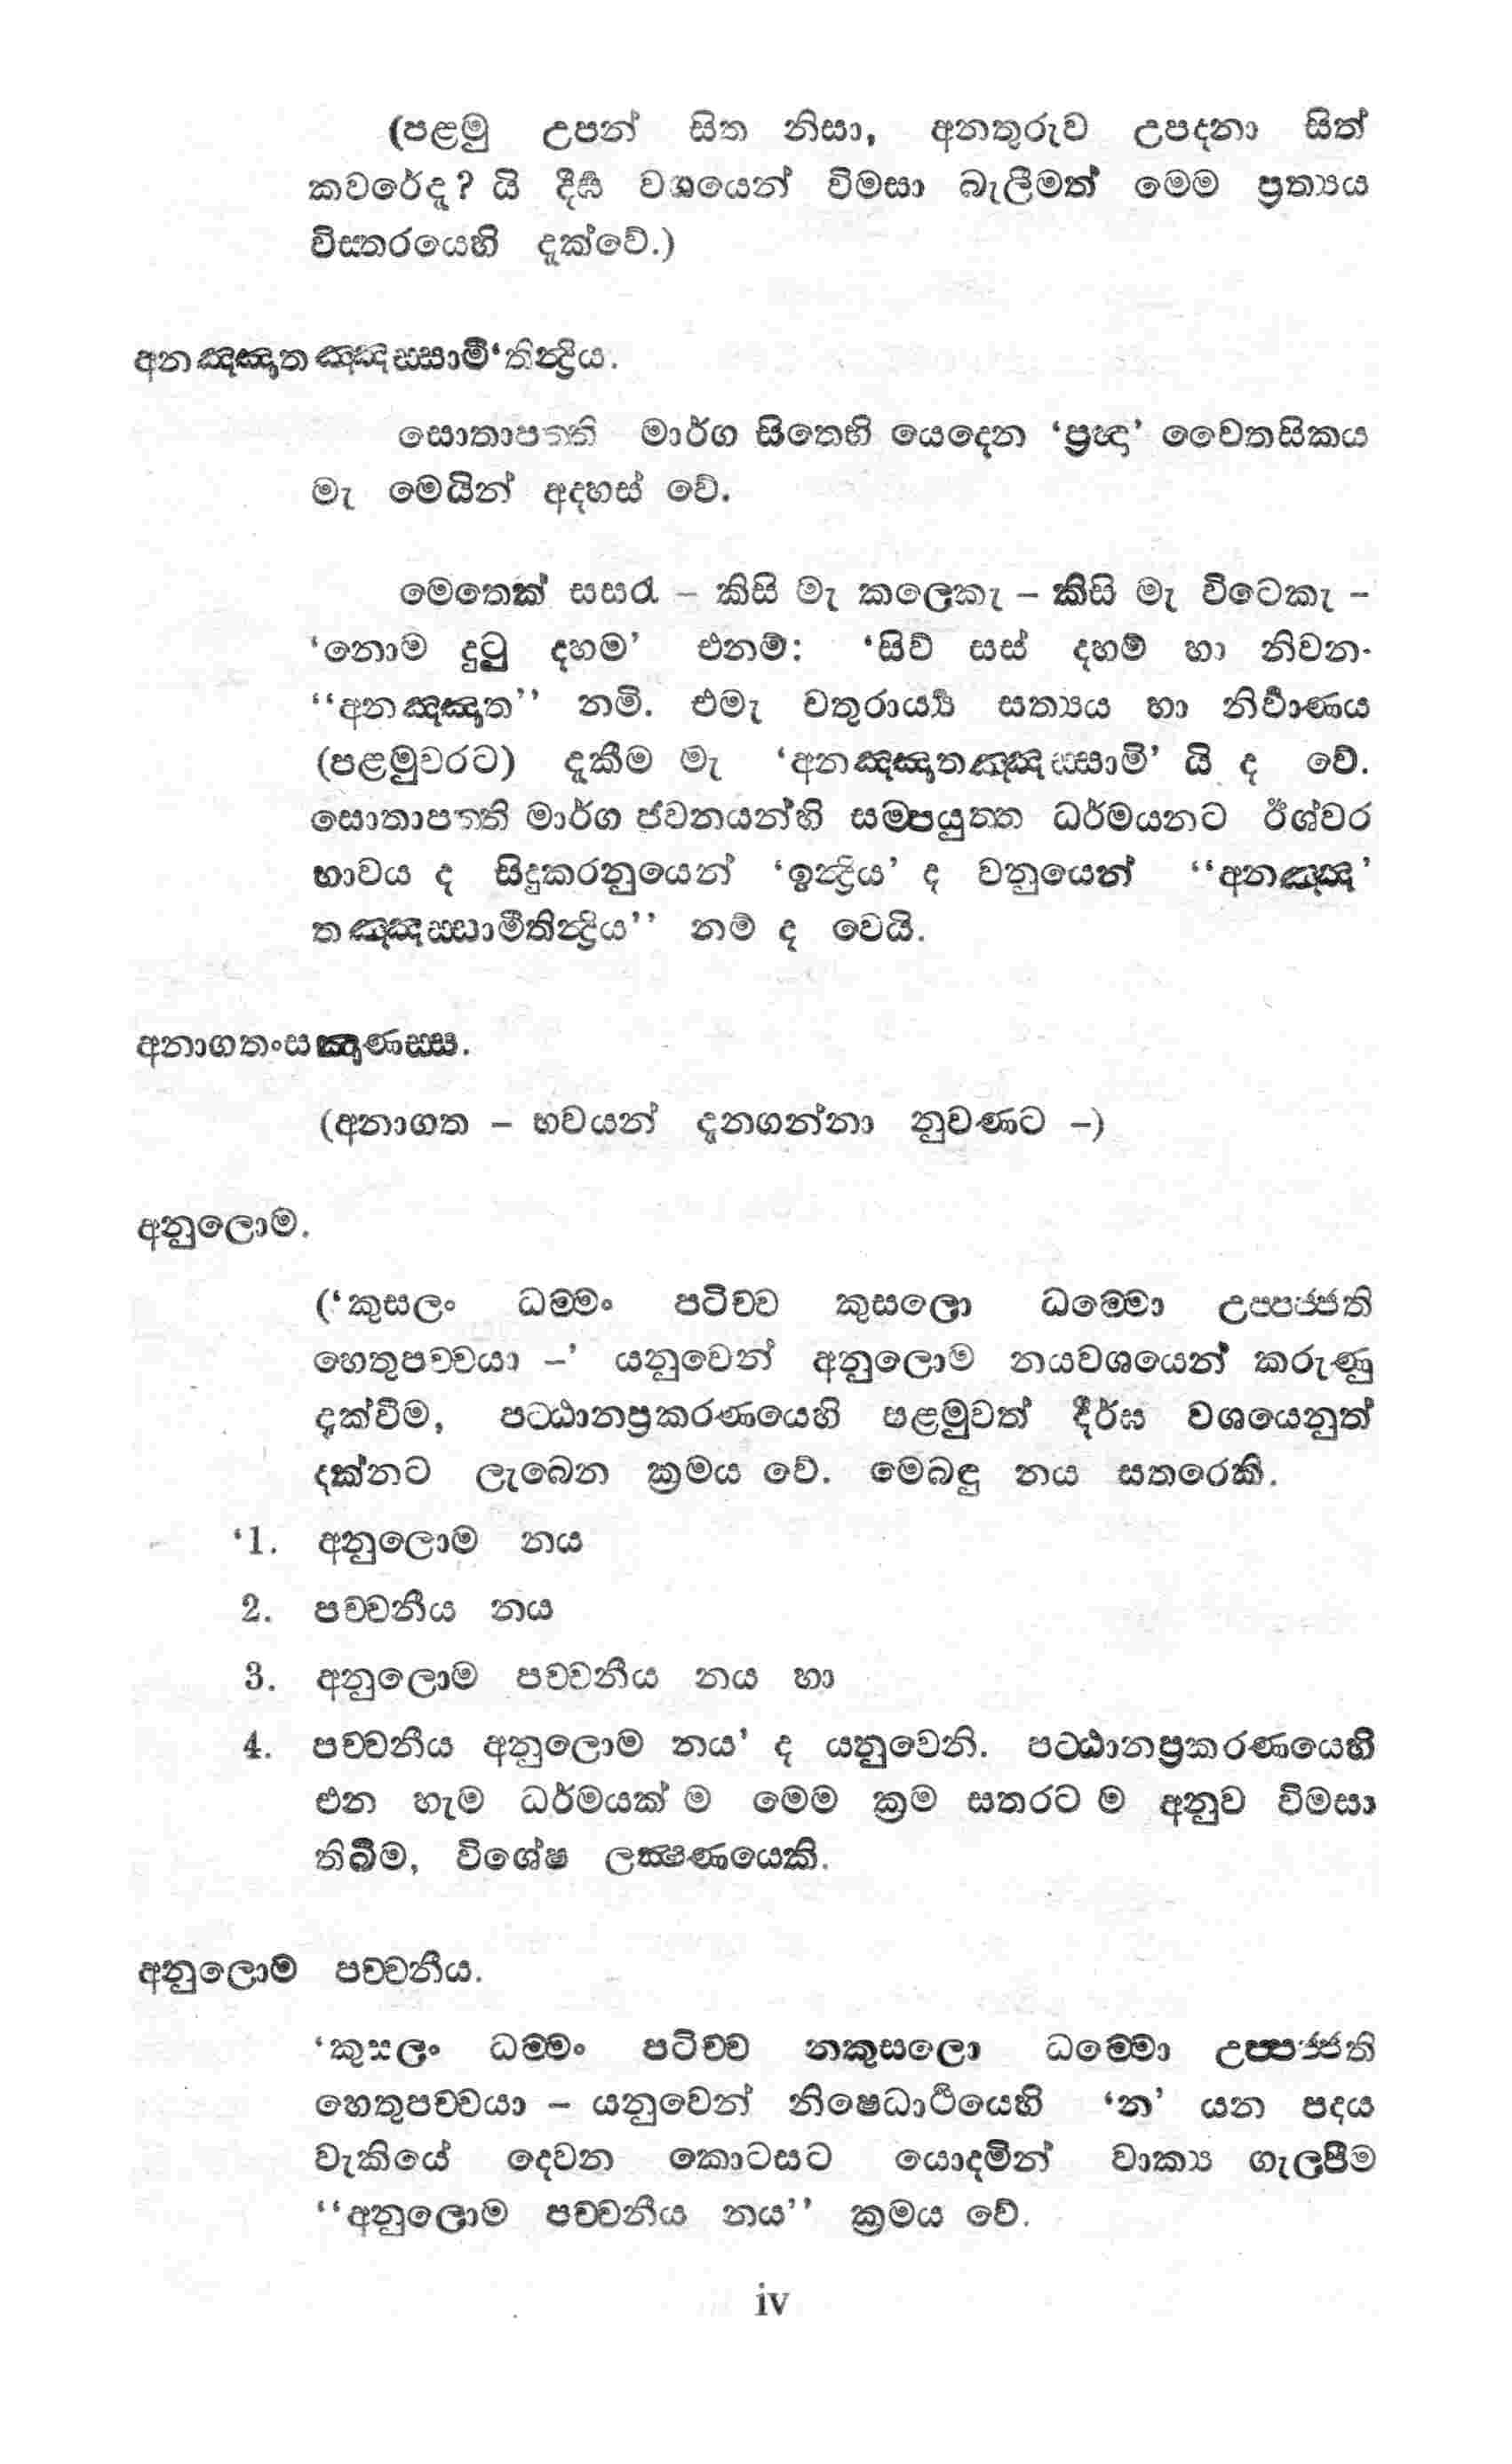 (පළමු උපන් සිත නිසා, අනතුරුව උපදනා සිත්
කවරේදැ? යි දීර්ඝ වශයෙන් විමසා බැලීමත් මෙම ප්‍රත්‍යය
විස්තරයෙහි දැක්වේ.)
අනඤ්ඤාතඤ්ඤස්සාමී‘තින්ද්‍රිය.
සොතාපත්ති මාර්ග සිතෙහි යෙදෙන ‘ප්‍රඥා’ චෛතසිකය
මැ මෙයින් අදහස් වේ.
මෙතෙක් සසරැ – කිසි මැ කලෙකැ – කිසි මැ විටෙකැ –
‘නොම දුටු දහම’ එනම්: ‘සිව් සස් දහම් හා නිවන-
‘‘අනඤ්ඤාත’’ නමි. එමැ චතුරාර්ය්‍ය සත්‍යය හා නිර්වාණය
(පළමුවරට) දැකීම මැ ‘අනඤ්ඤාතඤ්ඤස්සාමි’ යි ද වේ.
සොතාපත්ති මාර්ග ජවනයන්හි සම්පයුත්ත ධර්මයනට ඊශ්වර
භාවය ද සිදුකරනුයෙන් ‘ඉන්ද්‍රිය’ ද වනුයෙන් ‘‘අනඤ්ඤ’
තඤ්ඤස්සාමීතින්ද්‍රිය’’ නම් ද වෙයි.
අනාගතංසඤාණස්ස.
(අනාගත – භවයන් දැනගන්නා නුවණට –)
අනුලොම.
(‘කුසලං ධම්මං පටිච්ච කුසලො ධම්මො උප්පජ්ජති
හෙතුපච්චයා –’ යනුවෙන් අනුලොම නයවශයෙන් කරුණු
දැක්වීම, පට්ඨානප්‍රකරණයෙහි පළමුවත් දීර්ඝ වශයෙනුත්
දක්නට ලැබෙන ක්‍රමය වේ. මෙබඳු නය සතරෙකි.
‘1. අනුලොම නය
2. පච්චනීය නය
3. අනුලොම පච්චනීය නය හා
4. පච්චනීය අනුලොම නය’ ද යනුවෙනි. පට්ඨානප්‍රකරණයෙහි
එන හැම ධර්මයක් ම මෙම ක්‍රම සතරට ම අනුව විමසා
තිබීම, විශේෂ ලක්‍ෂණයෙකි.
අනුලොම පච්චනීය.
‘කුසලං ධම්මං පටිච්ච නකුසලො ධම්මො උප්පජ්ජති
හෙතුපච්චයා – යනුවෙන් නිෂෙධාර්ථයෙහි ‘න’ යන පදය
වැකියේ දෙවන කොටසට යොදමින් වාක්‍ය ගැලපීම
‘‘අනුලොම පච්චනීය නය’’ ක්‍රමය වේ.
iv